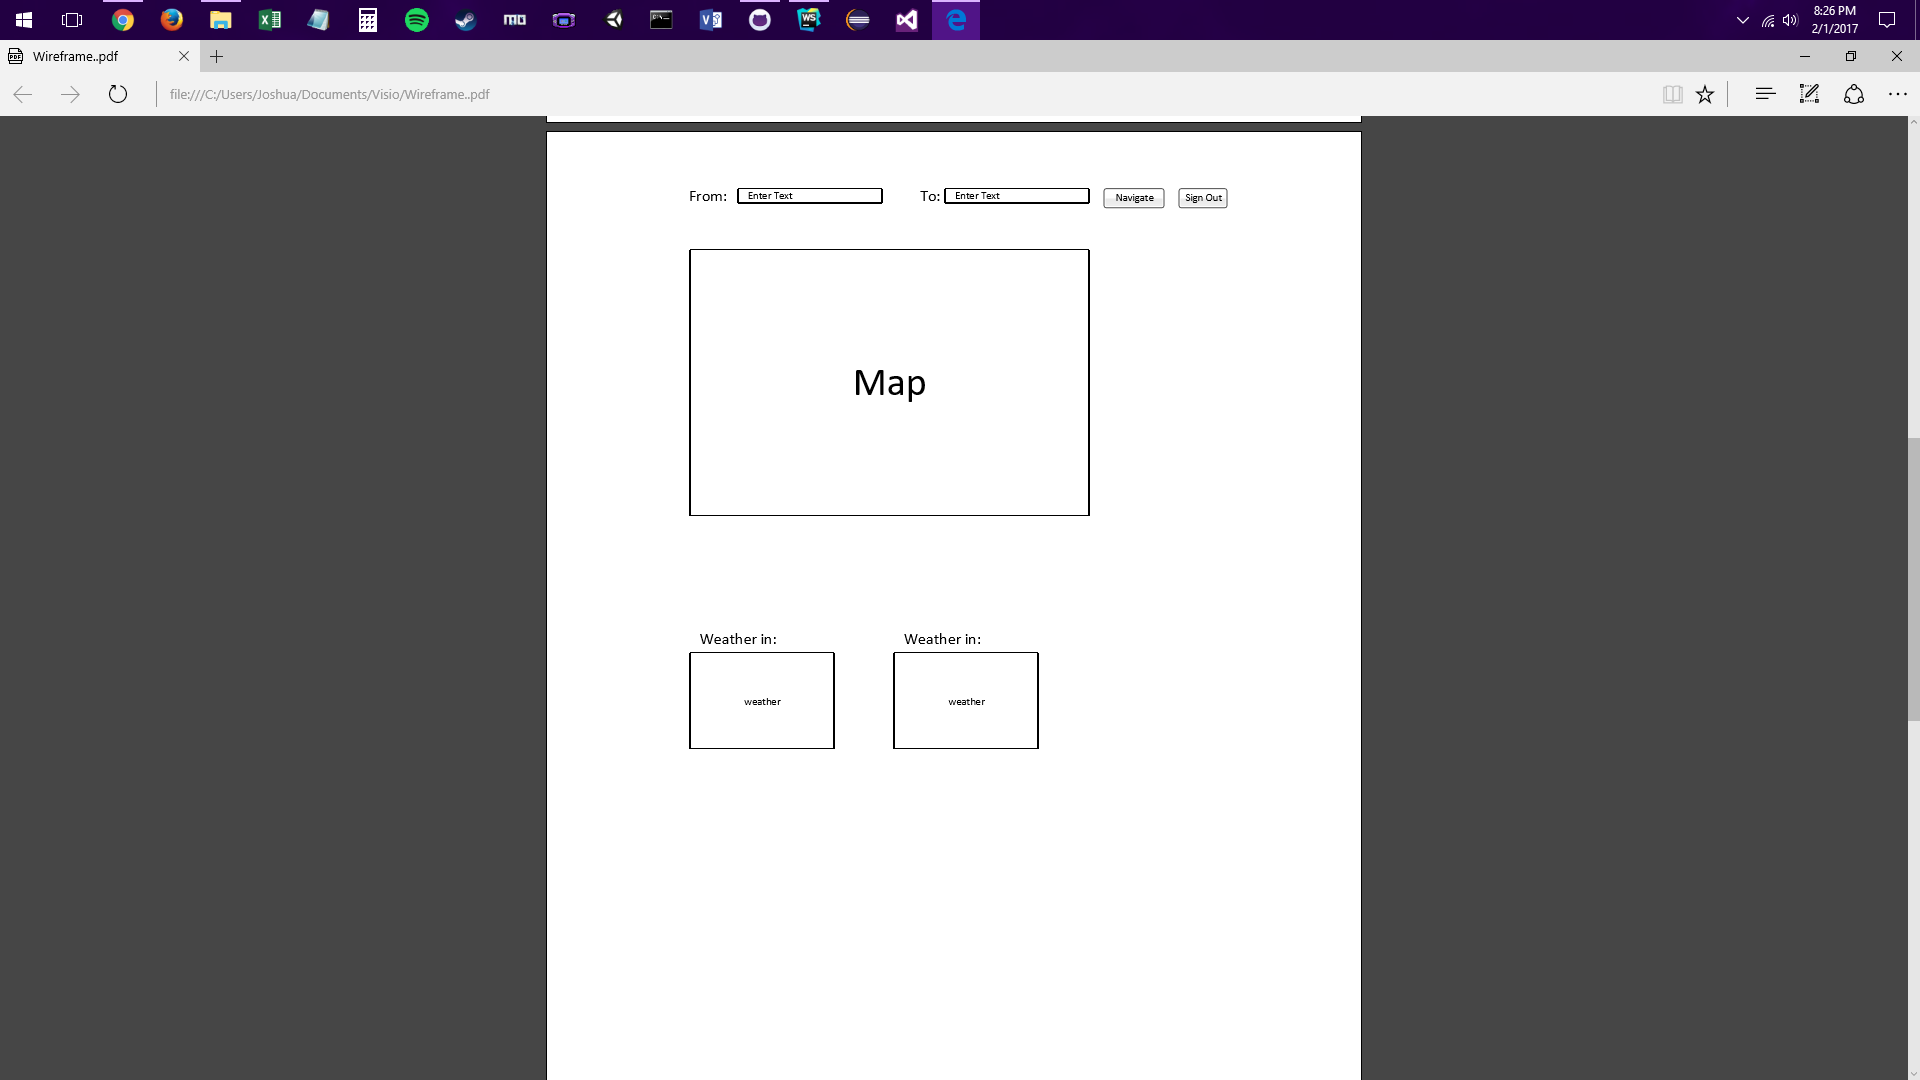 8:26 PM
2/1/2017
Wireframe..pdf
file:///C:/Users/Joshua/Documents/Visio/Wireframe..pdf
From: Enter Text To: Enter Text Navigate Sign Out
Map
Weather in: Weather in:
weather weather